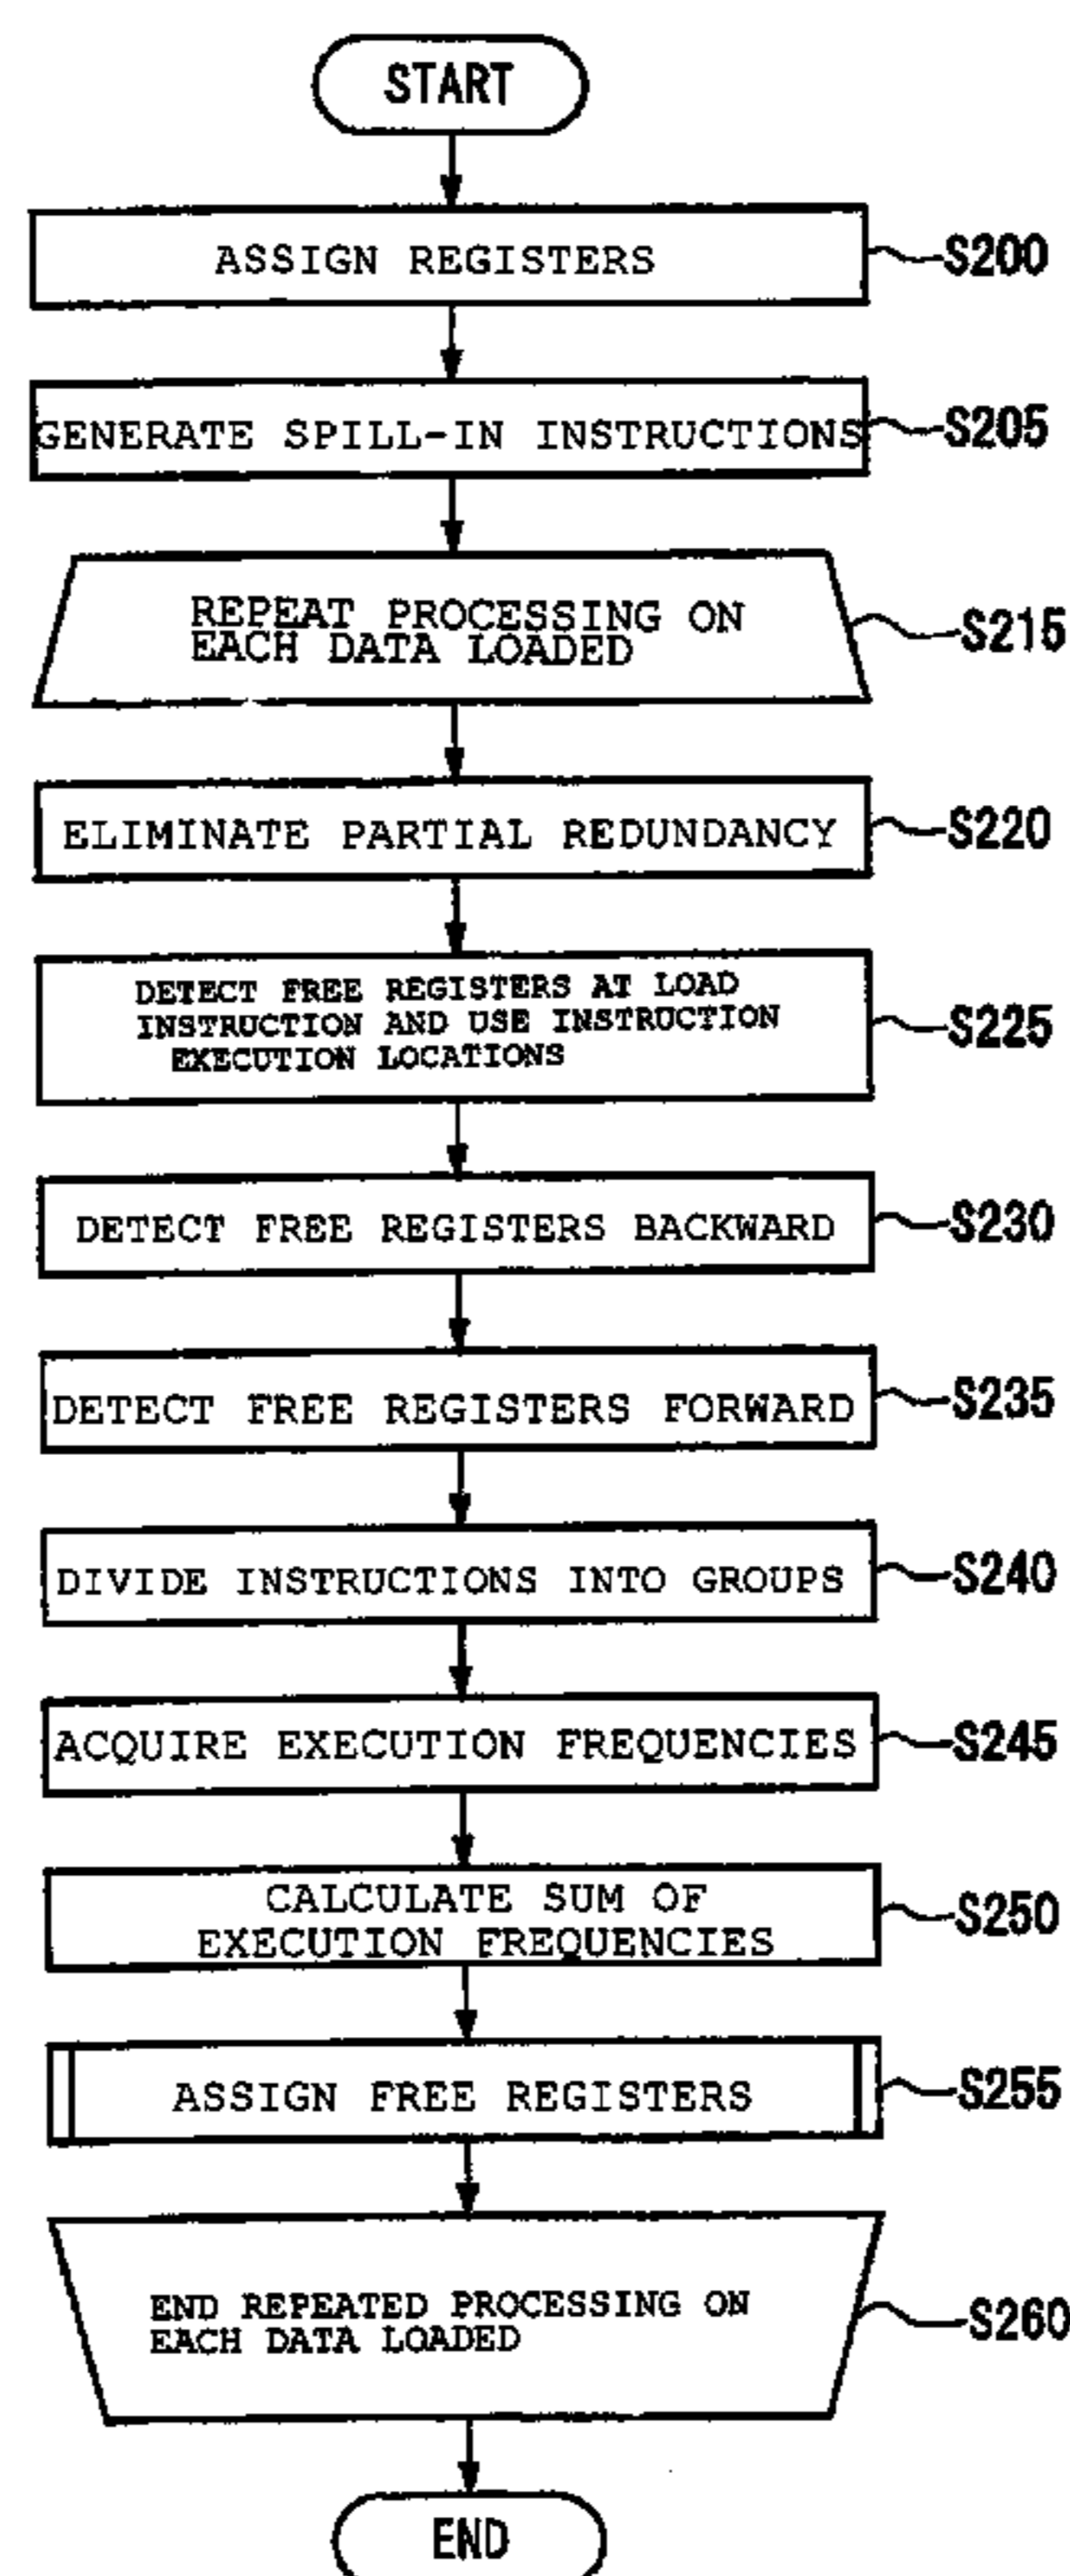 START
ASSIGN REGISTERS
S200
GENERATE SPILL-IN INSTRUCTIONS
S205
REPEAT PROCESSING ON
EACH DATA LOADED
S215
ELIMINATE PARTIAL REDUNDANCY
S220
DETECT FREE REGISTERS AT LOAD
INSTRUCTION AND USE INSTRUCTION
EXECUTION LOCATIONS
S225
DETECT FREE REGISTERS BACKWARD
S230
DETECT FREE REGISTERS FORWARD
S235
DIVIDE INSTRUCTIONS INTO GROUPS
S240
ACQUIRE EXECUTION FREQUENCIES
S245
CALCULATE SUM OF
EXECUTION FREQUENCIES
S250
ASSIGN FREE REGISTERS
S255
END REPEATED PROCESSING ON
EACH DATA LOADED
S260
END